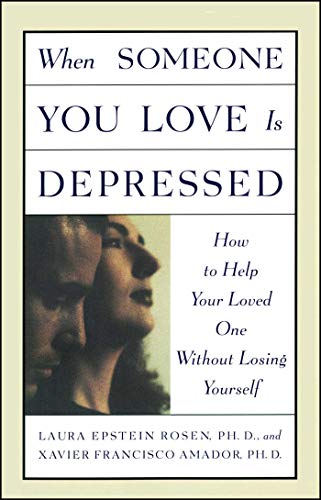 When SOMEONE
YOU LOVE Is
DEPRESSED
How
to Help
Your Loved
One
Without Losing
Yourself
LAURA EPSTEIN ROSEN, PH. D., and
XAVIER FRANCISCO AMADOR, PH. D.